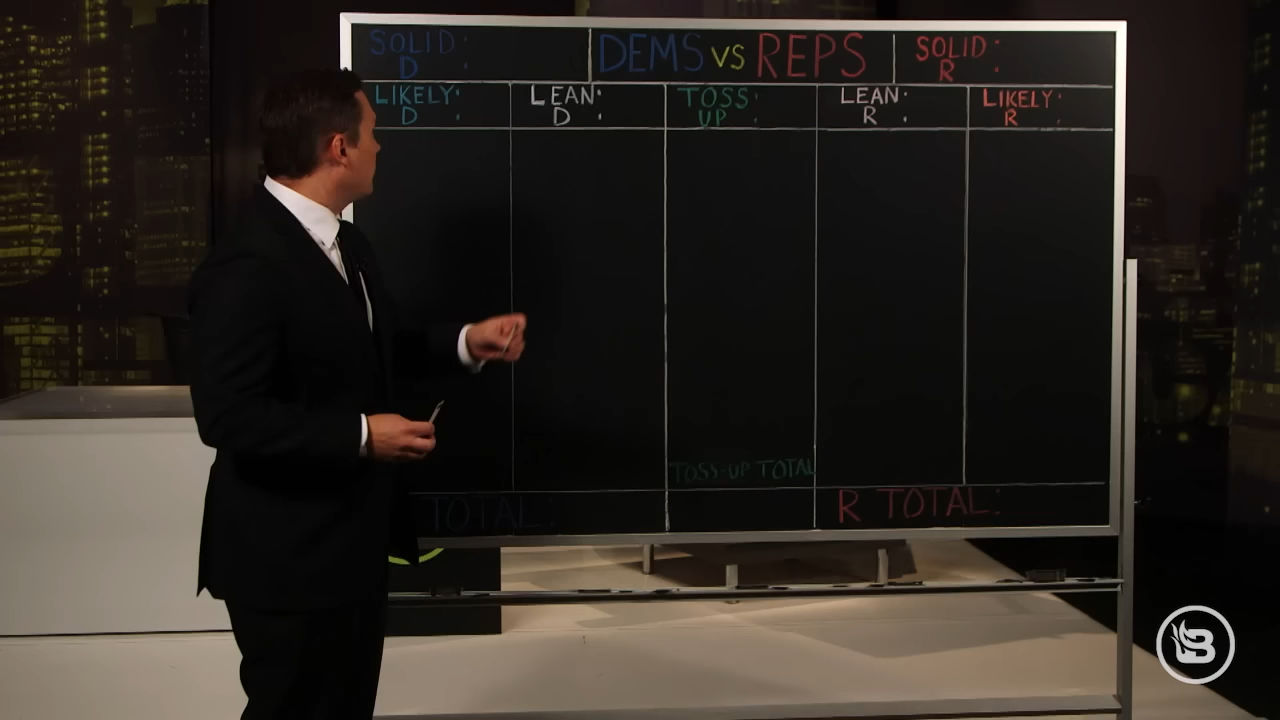 SOLID:
D
DEMS VS REPS
SOLID:
R
LIKELY:
D
LEAN:
D
TOSS:
UP
LEAN:
R
LIKELY:
R
TOSS-UP TOTAL
TOTAL:
R TOTAL:
B